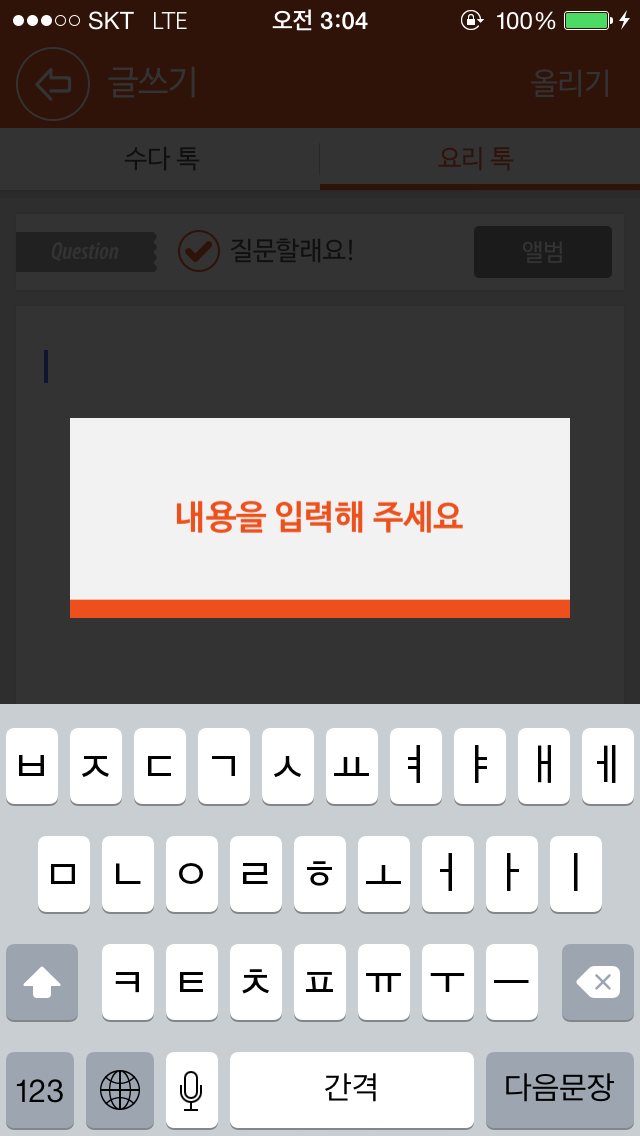 SKT LTE 오전 3:04 100%
글쓰기 올리기
수다 톡 요리 톡
Question 질문할래요! 앨범
내용을 입력해 주세요
ㅂ ㅈ ㄷ ㄱ ㅅ ㅛ ㅕ ㅑ ㅐ ㅔ
ㅁ ㄴ ㅇ ㄹ ㅎ ㅗ ㅓ ㅏ ㅣ
ㅋ ㅌ ㅊ ㅍ ㅠ ㅜ ㅡ
123 간격 다음문장